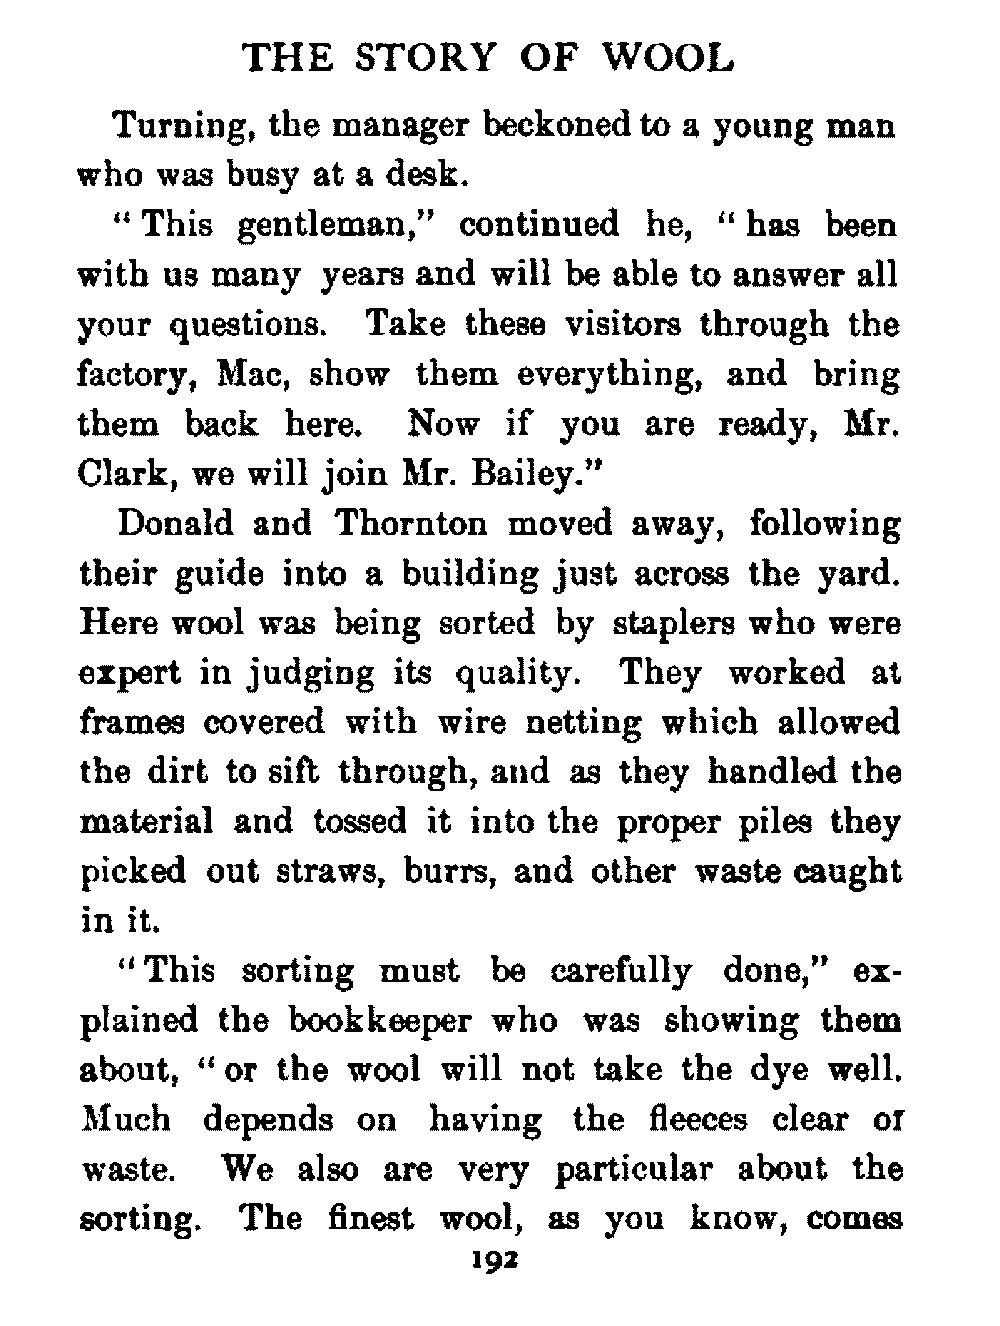 THE STORY OF WOOL
Turning, the manager beckoned to a young man
who was busy at a desk.
“ This gentleman,” continued he, “ has been
with us many years and will be able to answer all
your questions. Take these visitors through the
factory, Mac, show them everything, and bring
them back here. Now if you are ready, Mr.
Clark, we will join Mr. Bailey.”
Donald and Thornton moved away, following
their guide into a building just across the yard.
Here wool was being sorted by staplers who were
expert in judging its quality. They worked at
frames covered with wire netting which allowed
the dirt to sift through, and as they handled the
material and tossed it into the proper piles they
picked out straws, burrs, and other waste caught
in it.
“ This sorting must be carefully done,” ex-
plained the bookkeeper who was showing them
about, “ or the wool will not take the dye well.
Much depends on having the fleeces clear of
waste. We also are very particular about the
sorting. The finest wool, as you know, comes
192